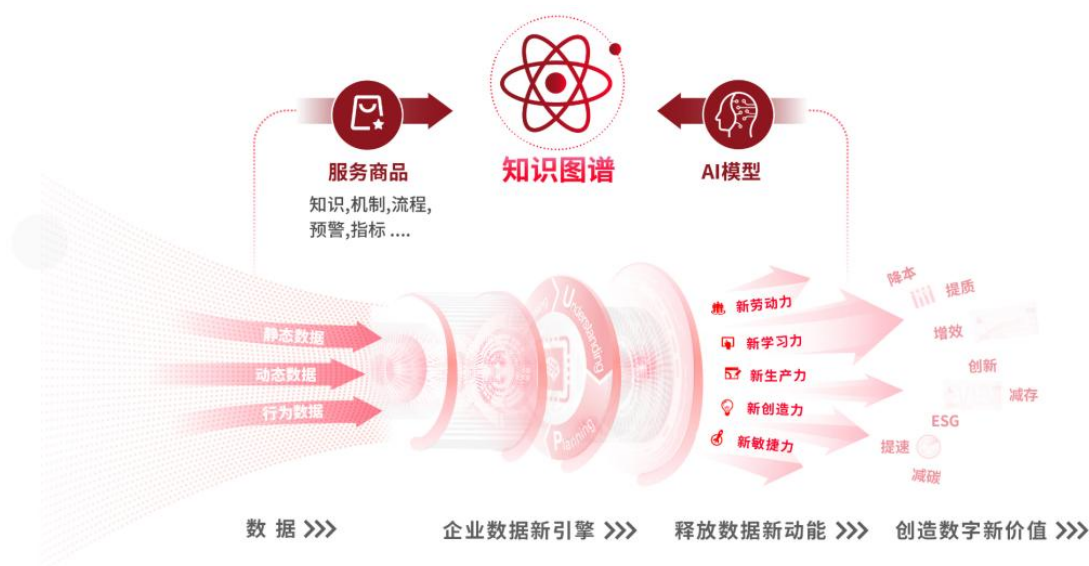 知识图谱
服务商品
知识,机制,流程,
预警,指标 ....
AI模型
静态数据
动态数据
行为数据
Understanding
Planning
新劳动力
新学习力
新生产力
新创造力
新敏捷力
降本
提质
增效
创新
减存
ESG
提速
减碳
数 据 >>>
企业数据新引擎 >>>
释放数据新动能 >>>
创造数字新价值 >>>